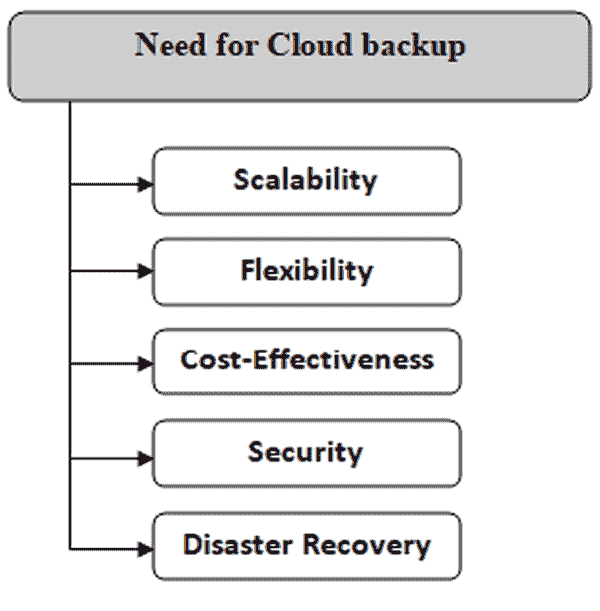 Need for Cloud backup
Scalability
Flexibility
Cost-Effectiveness
Security
Disaster Recovery